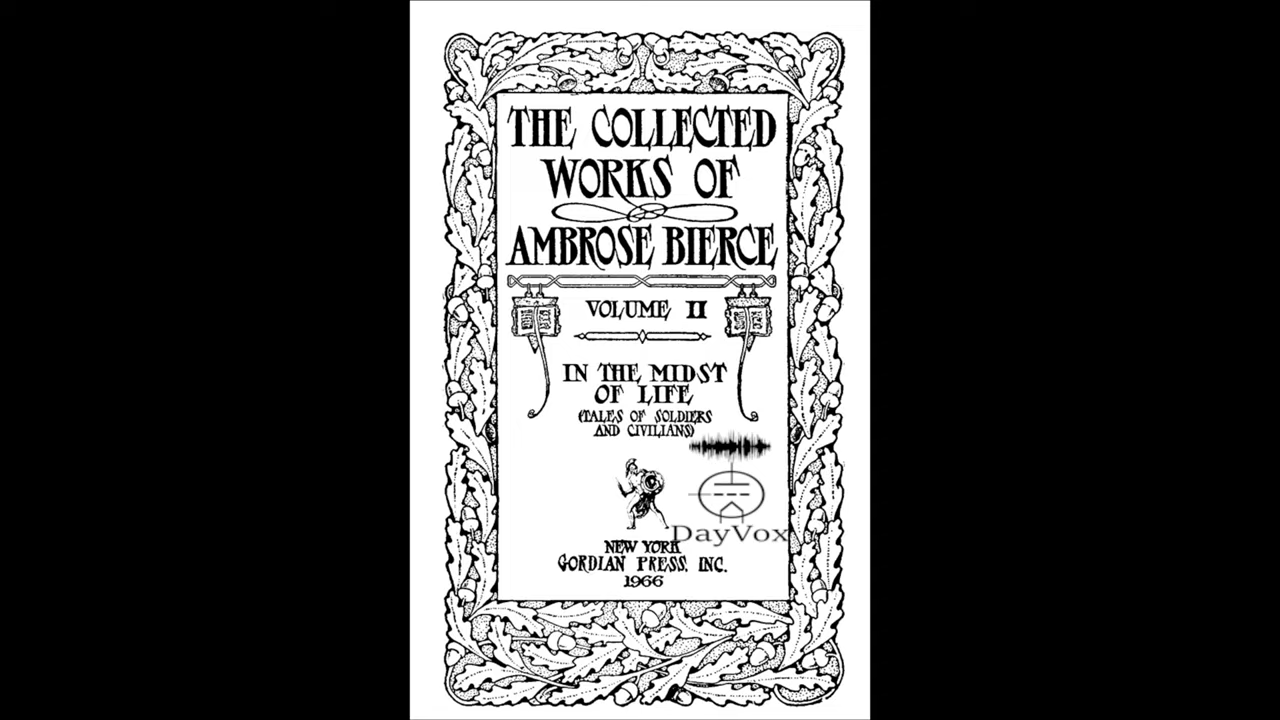 THE COLLECTED
WORKS OF
AMBROSE BIERCE
VOLUME II
IN THE MIDST
OF LIFE
(TALES OF SOLDIERS
AND CIVILIANS)
DayVox
NEW YORK
GORDIAN PRESS, INC.
1966